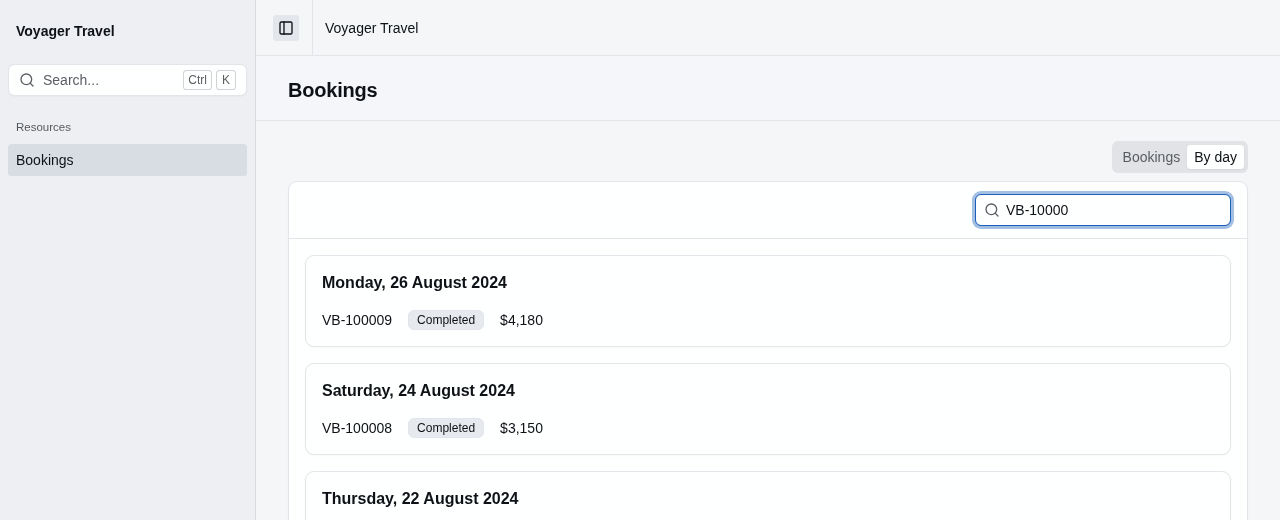 Voyager Travel
Search... Ctrl K
Resources
Bookings
Voyager Travel
Bookings
Bookings By day
VB-10000
Monday, 26 August 2024
VB-100009 Completed $4,180
Saturday, 24 August 2024
VB-100008 Completed $3,150
Thursday, 22 August 2024